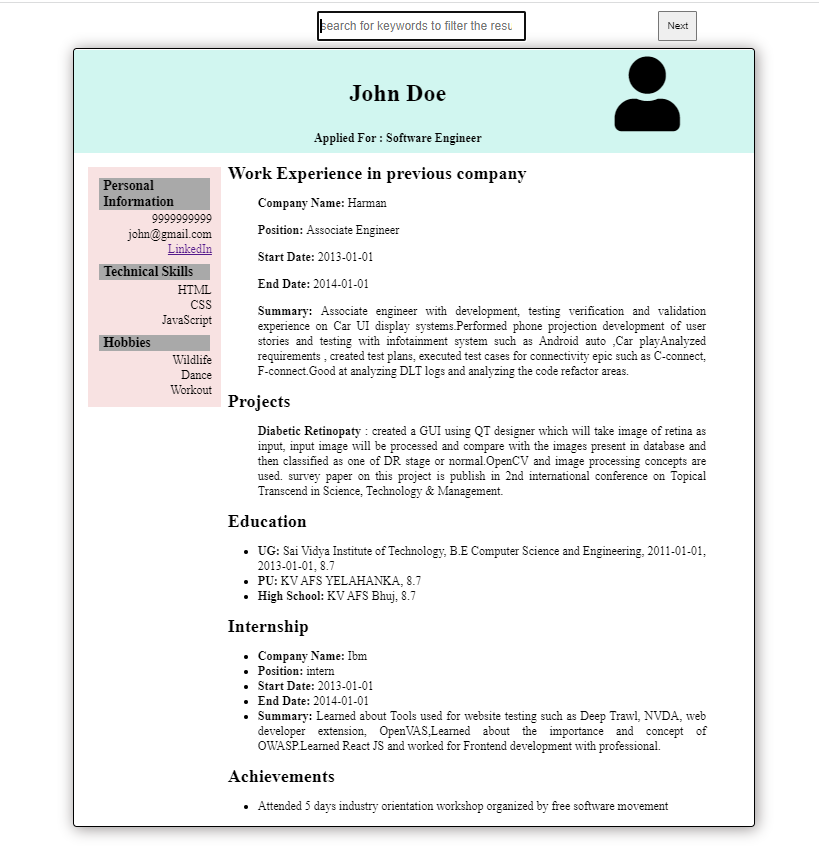 search for keywords to filter the resu
Next
John Doe
Applied For : Software Engineer
Personal
Information
9999999999
john@gmail.com
LinkedIn
Technical Skills
HTML
CSS
JavaScript
Hobbies
Wildlife
Dance
Workout
Work Experience in previous company
Company Name: Harman
Position: Associate Engineer
Start Date: 2013-01-01
End Date: 2014-01-01
Summary: Associate engineer with development, testing verification and validation
experience on Car UI display systems.Performed phone projection development of user
stories and testing with infotainment system such as Android auto ,Car playAnalyzed
requirements , created test plans, executed test cases for connectivity epic such as C-connect,
F-connect.Good at analyzing DLT logs and analyzing the code refactor areas.
Projects
Diabetic Retinopaty : created a GUI using QT designer which will take image of retina as
input, input image will be processed and compare with the images present in database and
then classified as one of DR stage or normal.OpenCV and image processing concepts are
used. survey paper on this project is publish in 2nd international conference on Topical
Transcend in Science, Technology & Management.
Education
• UG: Sai Vidya Institute of Technology, B.E Computer Science and Engineering, 2011-01-01,
2013-01-01, 8.7
• PU: KV AFS YELAHANKA, 8.7
• High School: KV AFS Bhuj, 8.7
Internship
• Company Name: Ibm
• Position: intern
• Start Date: 2013-01-01
• End Date: 2014-01-01
• Summary: Learned about Tools used for website testing such as Deep Trawl, NVDA, web
developer extension, OpenVAS,Learned about the importance and concept of
OWASP.Learned React JS and worked for Frontend development with professional.
Achievements
• Attended 5 days industry orientation workshop organized by free software movement